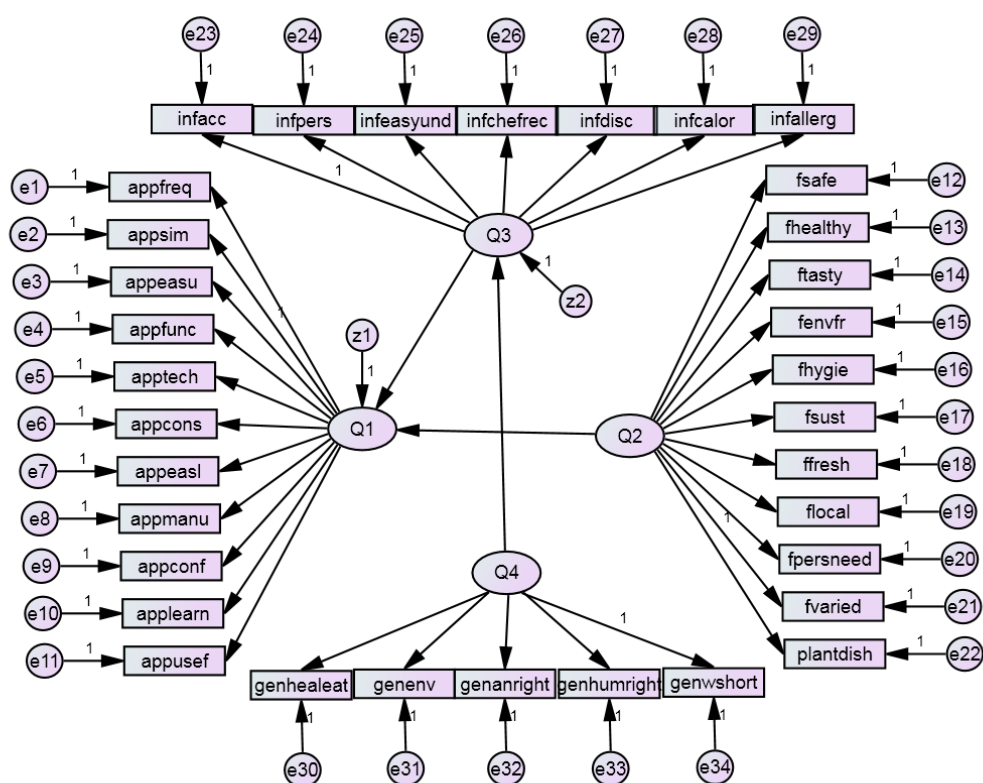 e23 e24 e25 e26 e27 e28 e29
1 1 1 1 1 1 1
infacc infpers infeasyund infchefrec infdisc infcalor infallerg
1
e1 1 appfreq
e2 1 appsim
e3 1 appeasu
e4 1 appfunc
e5 1 apptech
e6 1 appcons
e7 1 appeasl
e8 1 appmanu
e9 1 appconf
e10 1 applearn
e11 1 appusef
1
Q3
1
z2
z1
1
Q1
Q2
fsafe 1 e12
fhealthy 1 e13
ftasty 1 e14
fenvfr 1 e15
fhygie 1 e16
fsust 1 e17
ffresh 1 e18
flocal 1 e19
1
fpersneed 1 e20
fvaried 1 e21
plantdish 1 e22
Q4
1
genhealeat genenv genanright genhumright genwshort
1 1 1 1 1
e30 e31 e32 e33 e34